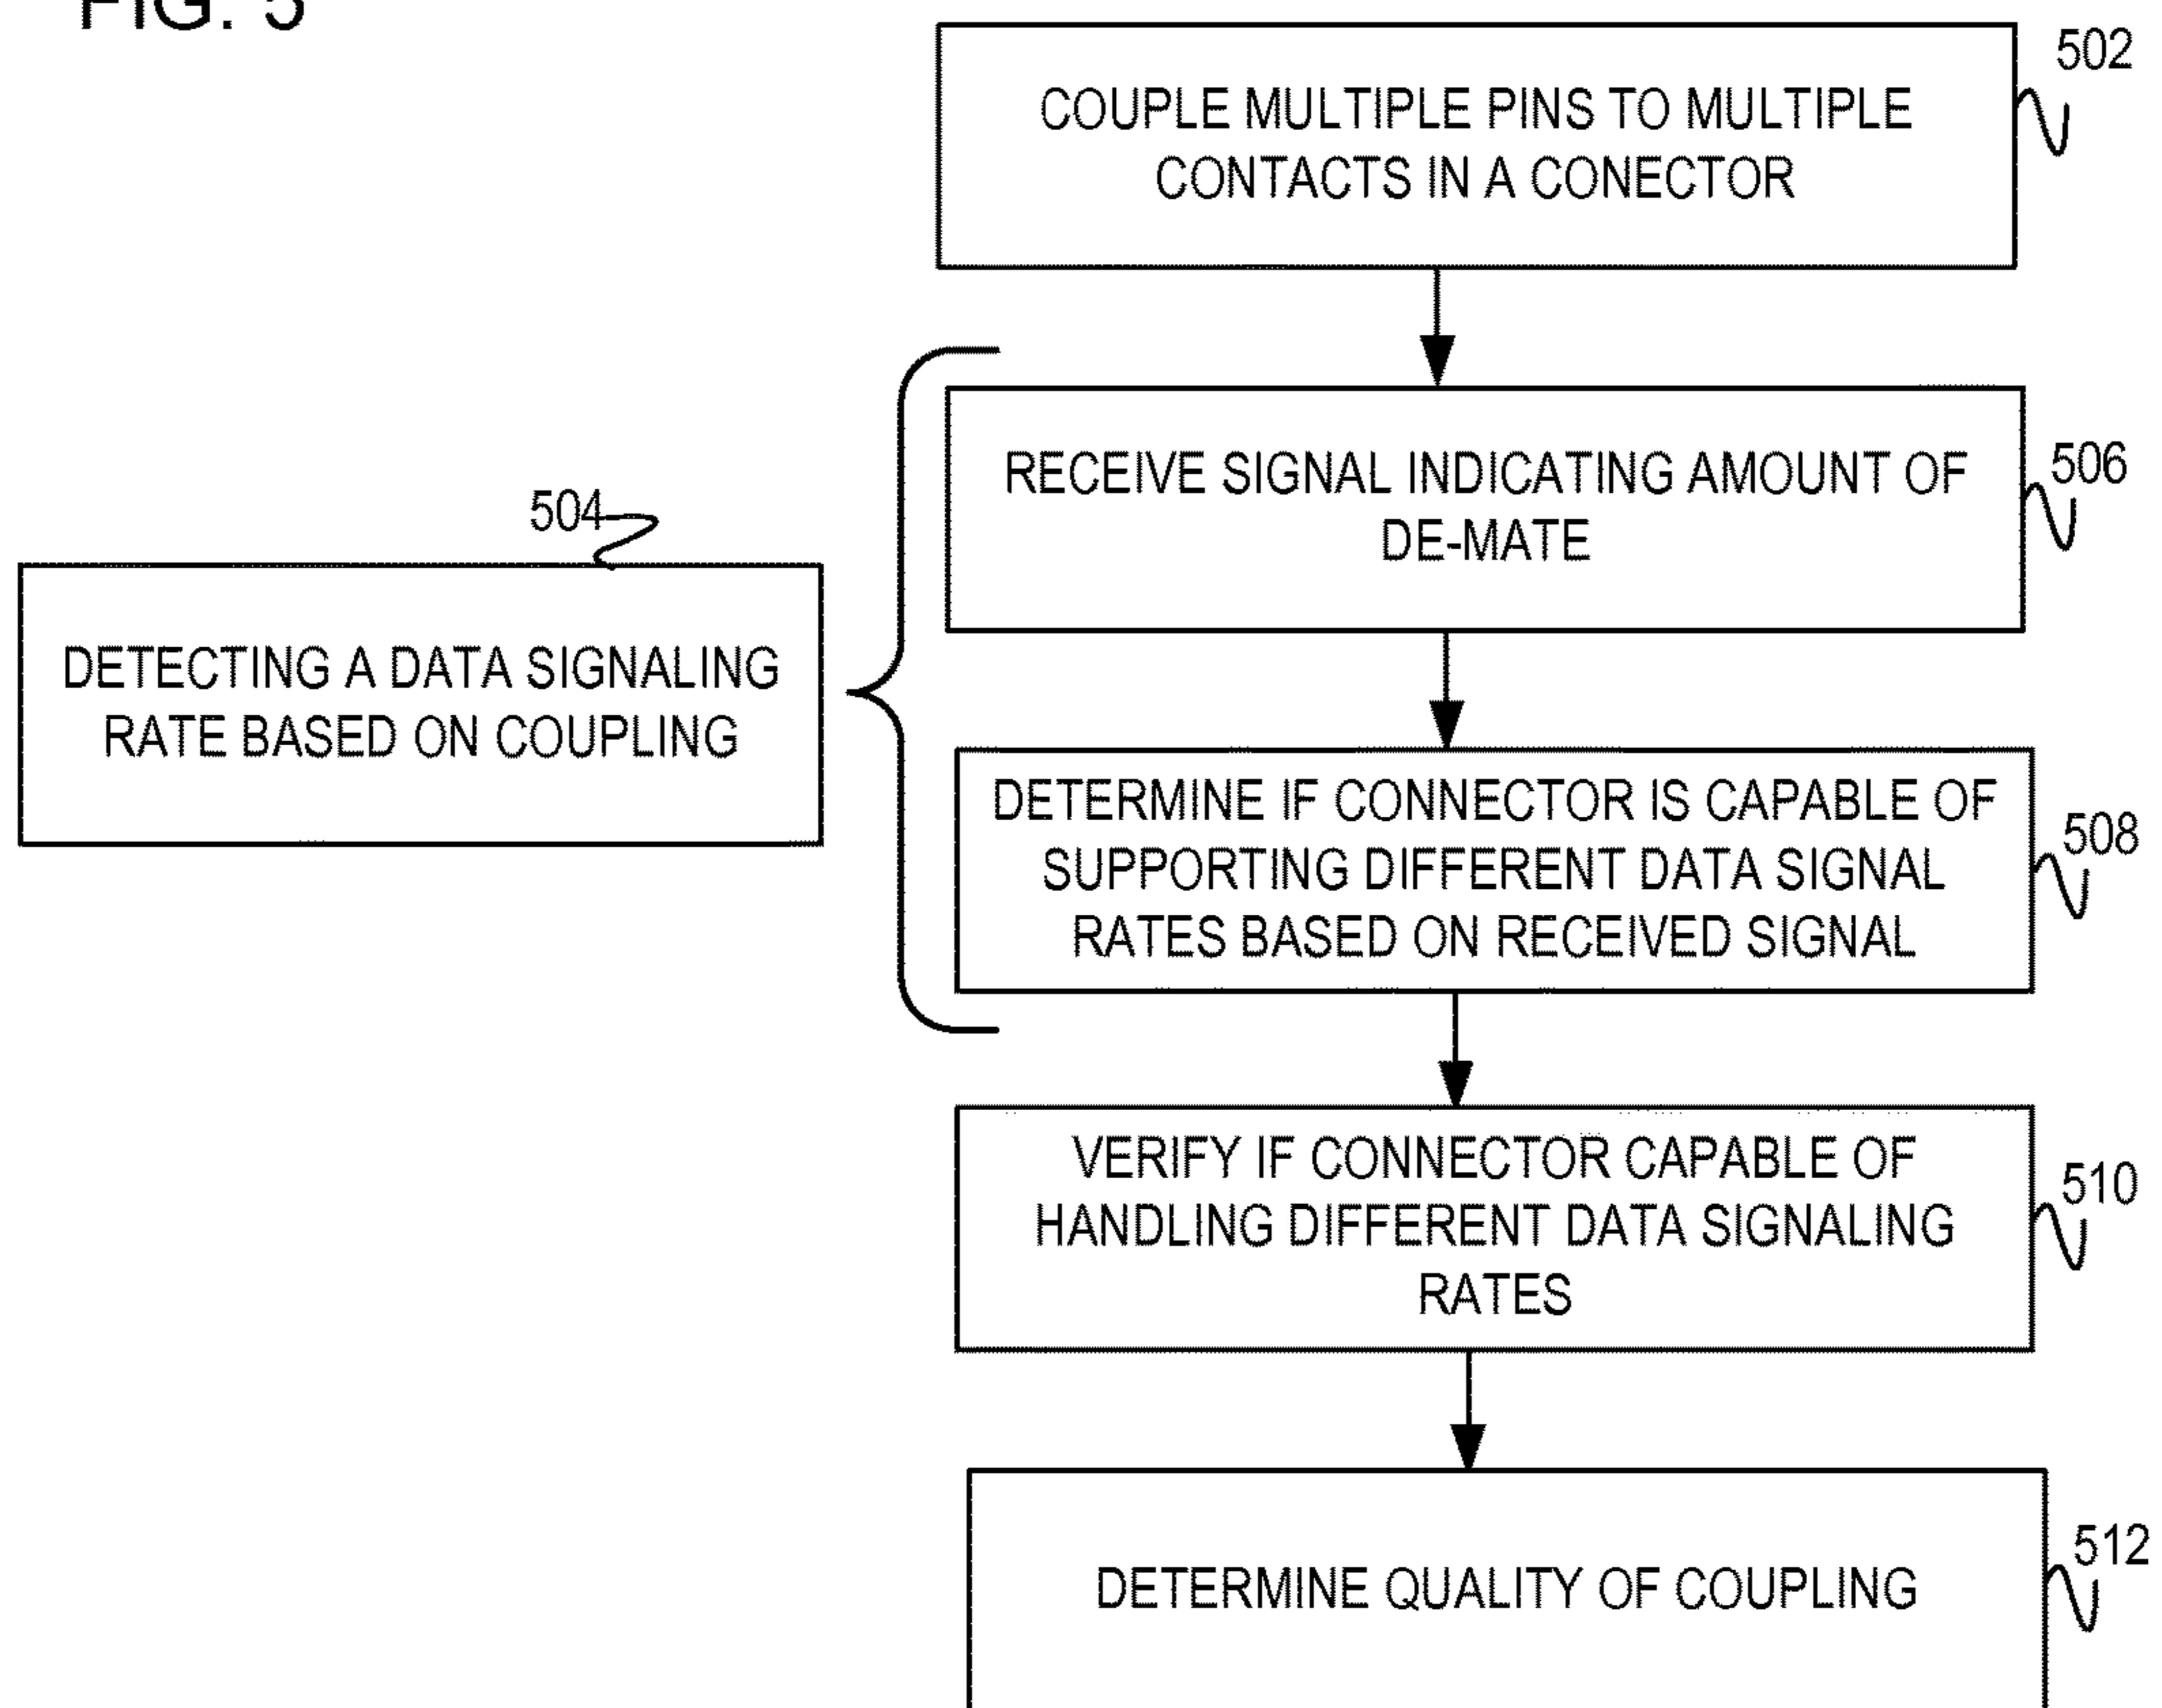 FIG. 5
502
COUPLE MULTIPLE PINS TO MULTIPLE
CONTACTS IN A CONECTOR
506
RECEIVE SIGNAL INDICATING AMOUNT OF
DE-MATE
504
DETECTING A DATA SIGNALING
RATE BASED ON COUPLING
508
DETERMINE IF CONNECTOR IS CAPABLE OF
SUPPORTING DIFFERENT DATA SIGNAL
RATES BASED ON RECEIVED SIGNAL
510
VERIFY IF CONNECTOR CAPABLE OF
HANDLING DIFFERENT DATA SIGNALING
RATES
512
DETERMINE QUALITY OF COUPLING